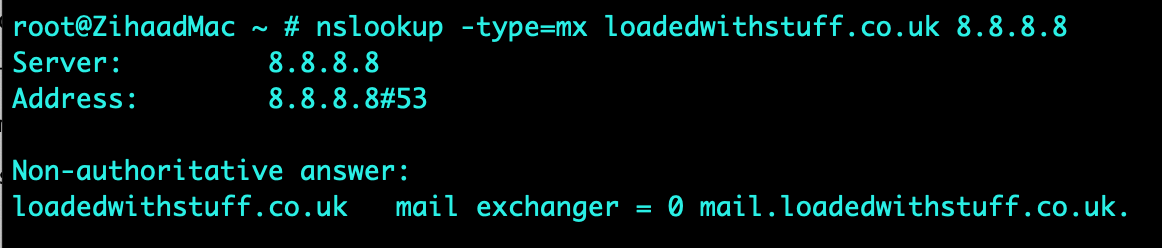 root@ZihaadMac ~ # nslookup -type=mx loadedwithstuff.co.uk 8.8.8.8
Server:         8.8.8.8
Address:        8.8.8.8#53
Non-authoritative answer:
loadedwithstuff.co.uk   mail exchanger = 0 mail.loadedwithstuff.co.uk.